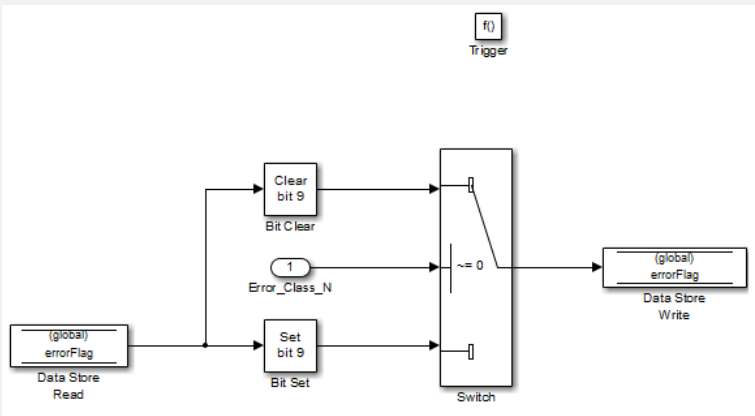 f()
Trigger
Clear
bit 9
Bit Clear
1
~= 0
Error_Class_N
(global)
errorFlag
Data Store
Write
(global)
errorFlag
Data Store
Read
Set
bit 9
Bit Set
Switch